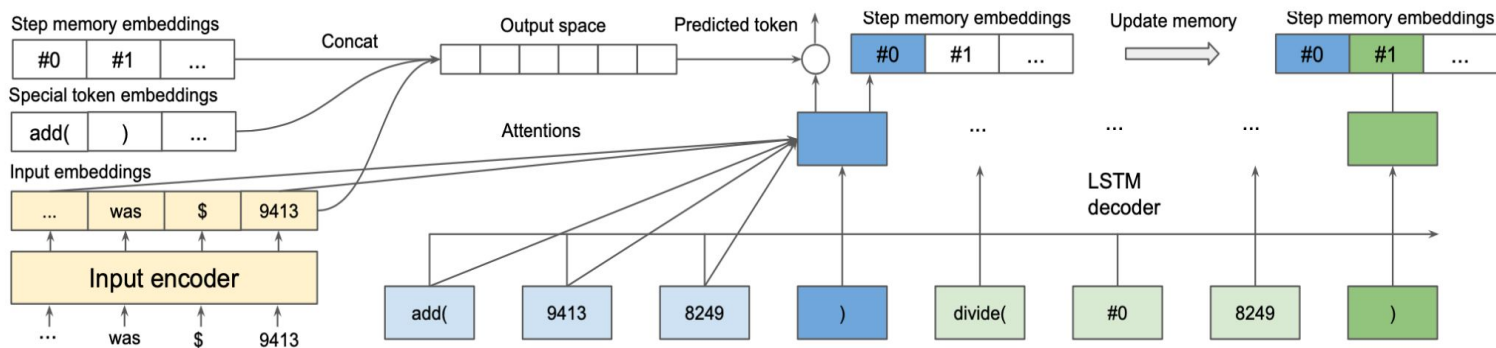 Step memory embeddings
#0 #1 ...
Concat
Output space
Predicted token
Step memory embeddings
#0 #1 ...
Update memory
Step memory embeddings
#0 #1 ...
Special token embeddings
add( ) ...
Attentions
... ... ...
Input embeddings
... was $ 9413
LSTM
decoder
Input encoder
add( 9413 8249 ) divide( #0 8249 )
... was $ 9413